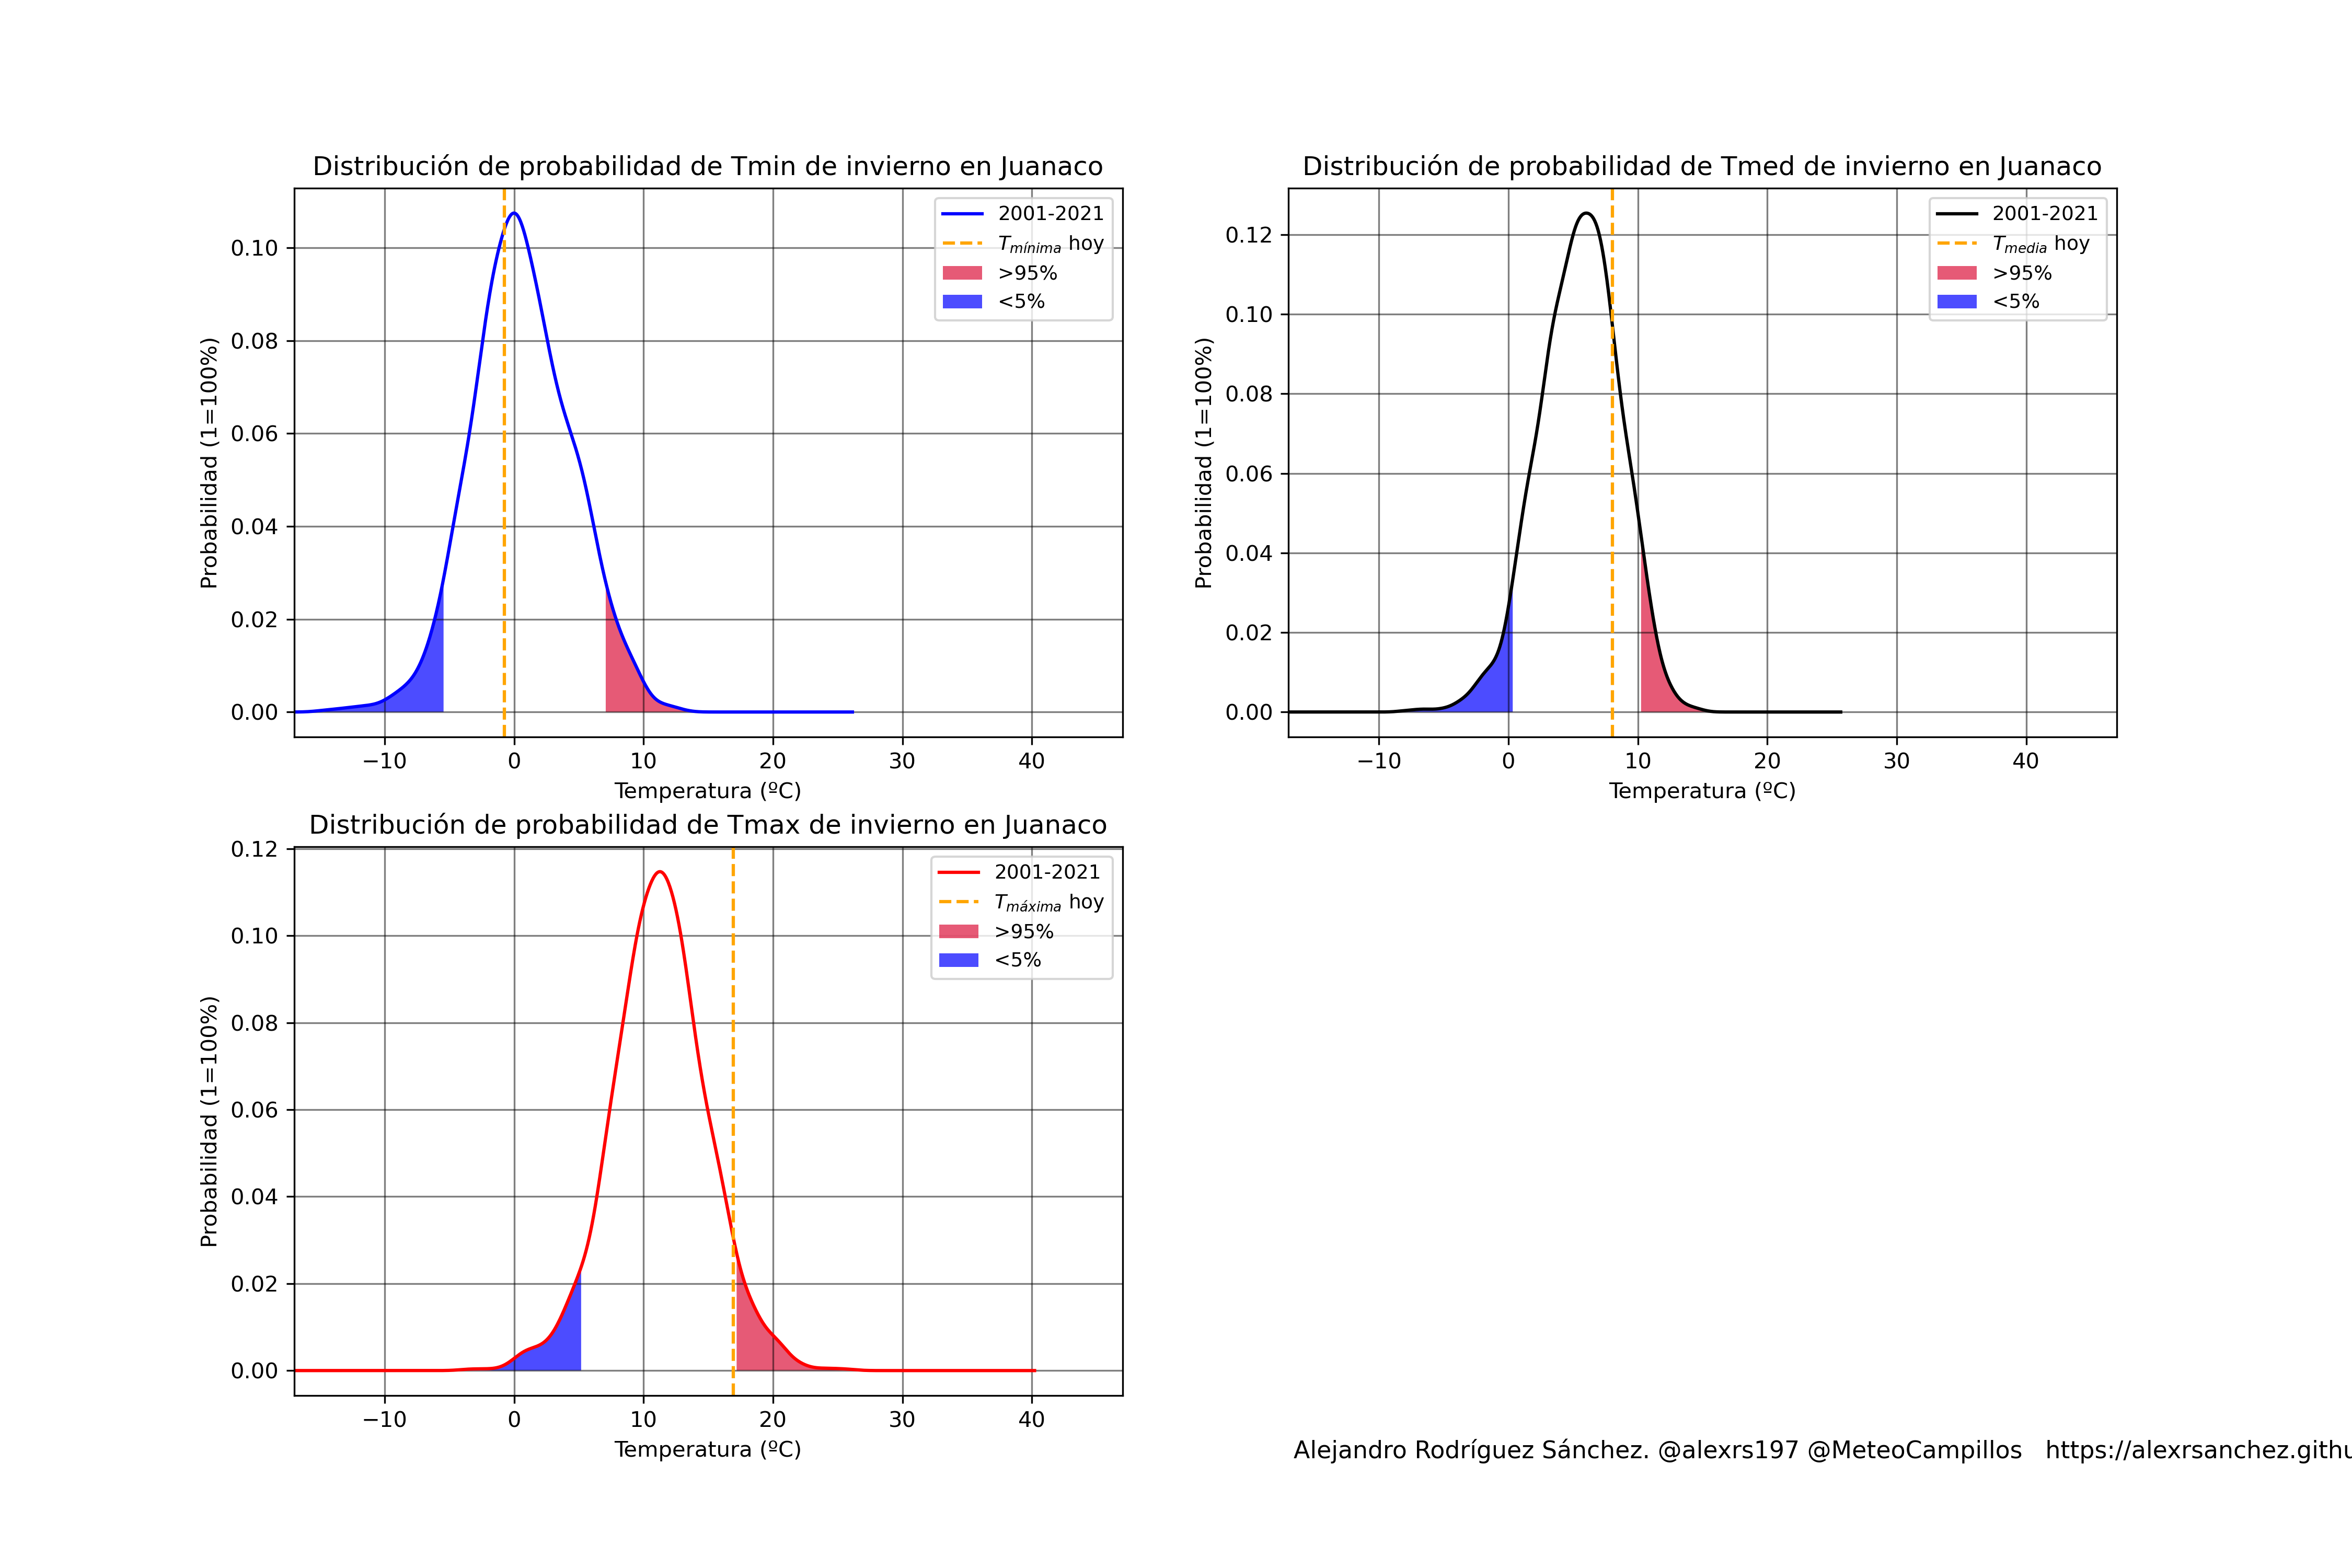 Distribución de probabilidad de Tmin de invierno en Juanaco
Probabilidad (1=100%)
0.10
0.08
0.06
0.04
0.02
0.00
2001-2021
Tmínima hoy
>95%
<5%
−10 0 10 20 30 40
Temperatura (ºC)
Distribución de probabilidad de Tmed de invierno en Juanaco
Probabilidad (1=100%)
0.12
0.10
0.08
0.06
0.04
0.02
0.00
2001-2021
Tmedia hoy
>95%
<5%
−10 0 10 20 30 40
Temperatura (ºC)
Distribución de probabilidad de Tmax de invierno en Juanaco
Probabilidad (1=100%)
0.12
0.10
0.08
0.06
0.04
0.02
0.00
2001-2021
Tmáxima hoy
>95%
<5%
−10 0 10 20 30 40
Temperatura (ºC)
Alejandro Rodríguez Sánchez. @alexrs197 @MeteoCampillos https://alexrsanchez.githu